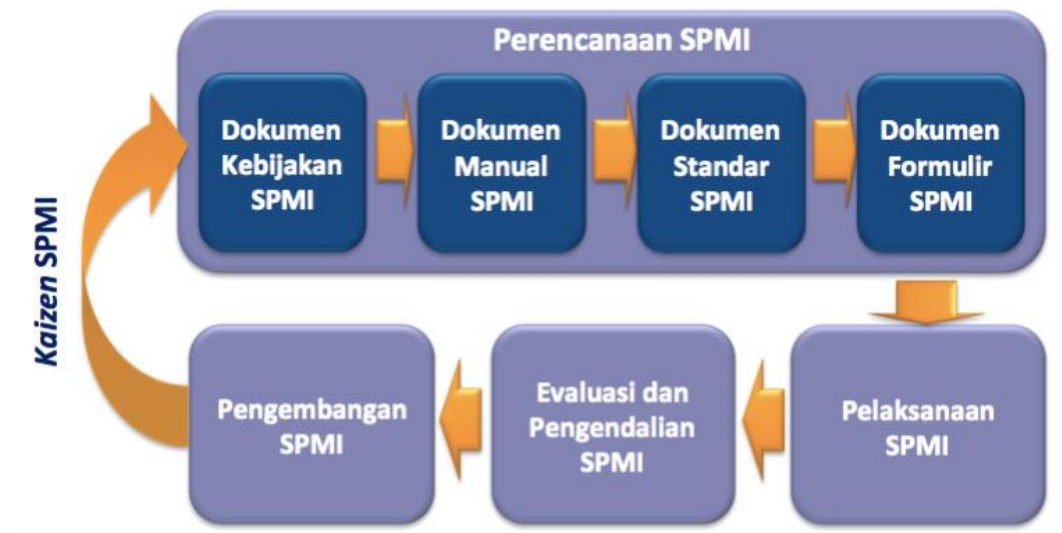 Perencanaan SPMI
Dokumen
Kebijakan
SPMI
Dokumen
Manual
SPMI
Dokumen
Standar
SPMI
Dokumen
Formulir
SPMI
Kaizen SPMI
Pengembangan
SPMI
Evaluasi dan
Pengendalian
SPMI
Pelaksanaan
SPMI